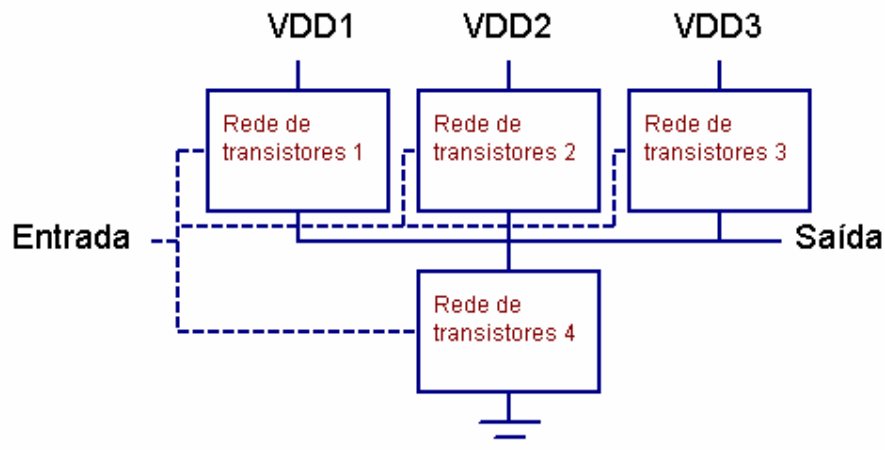 VDD1 VDD2 VDD3
Rede de
transistores 1
Rede de
transistores 2
Rede de
transistores 3
Entrada
Saída
Rede de
transistores 4